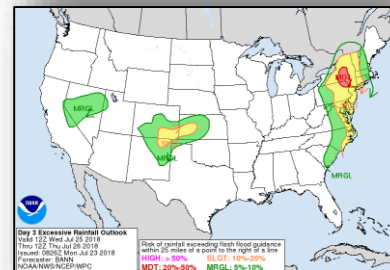 MRGL
MDT
SLGT
MRGL
MRGL
noaa
Day 3 Excessive Rainfall Outlook
Valid 12Z Wed Jul 25 2018
Thru 12Z Thu Jul 26 2018
Issued: 0826Z Mon Jul 23 2018
Forecaster: BANN
NOAA/NWS/NCEP/WPC
Risk of rainfall exceeding flash flood guidance
within 25 miles of a point to the right of a line
HIGH: > 50% SLGT: 10%-20%
MDT: 20%-50% MRGL: 5%-10%